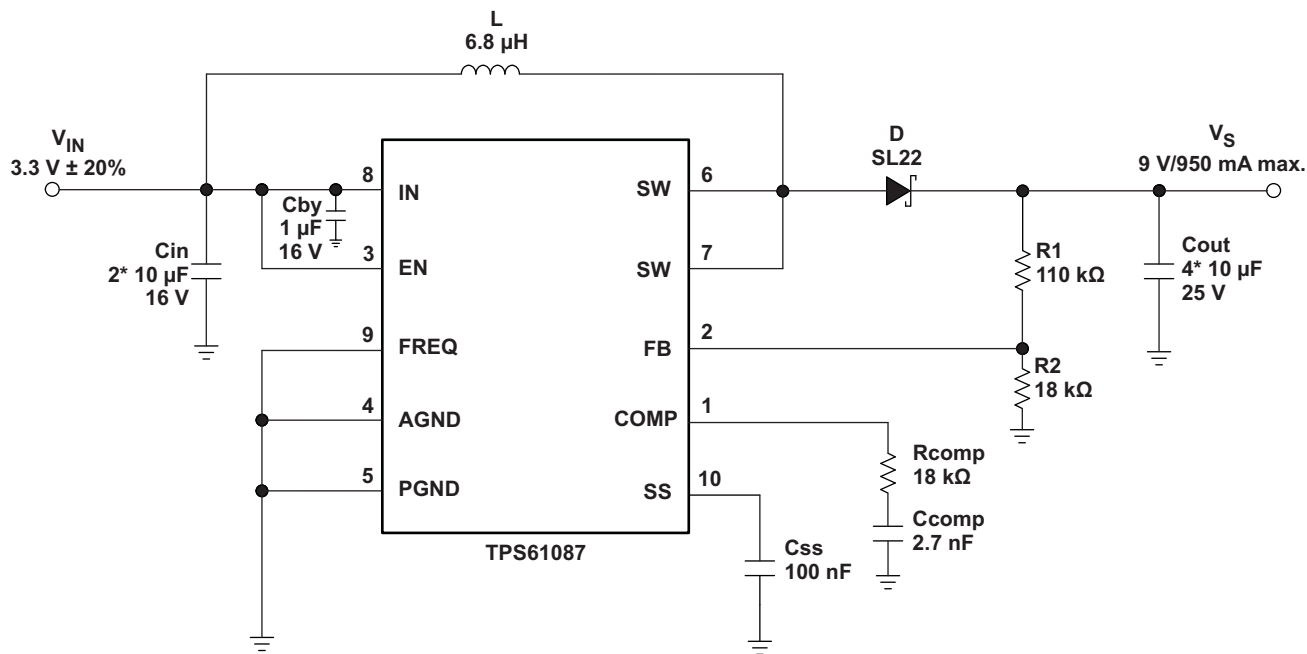 L
6.8 µH
V_IN
3.3 V ± 20%
D
SL22
V_S
9 V/950 mA max.
8
IN
SW
6
Cby
1 µF
16 V
Cin
2* 10 µF
16 V
3
EN
SW
7
R1
110 kΩ
Cout
4* 10 µF
25 V
9
FREQ
FB
2
R2
18 kΩ
4
AGND
COMP
1
Rcomp
18 kΩ
5
PGND
SS
10
Ccomp
2.7 nF
TPS61087
Css
100 nF